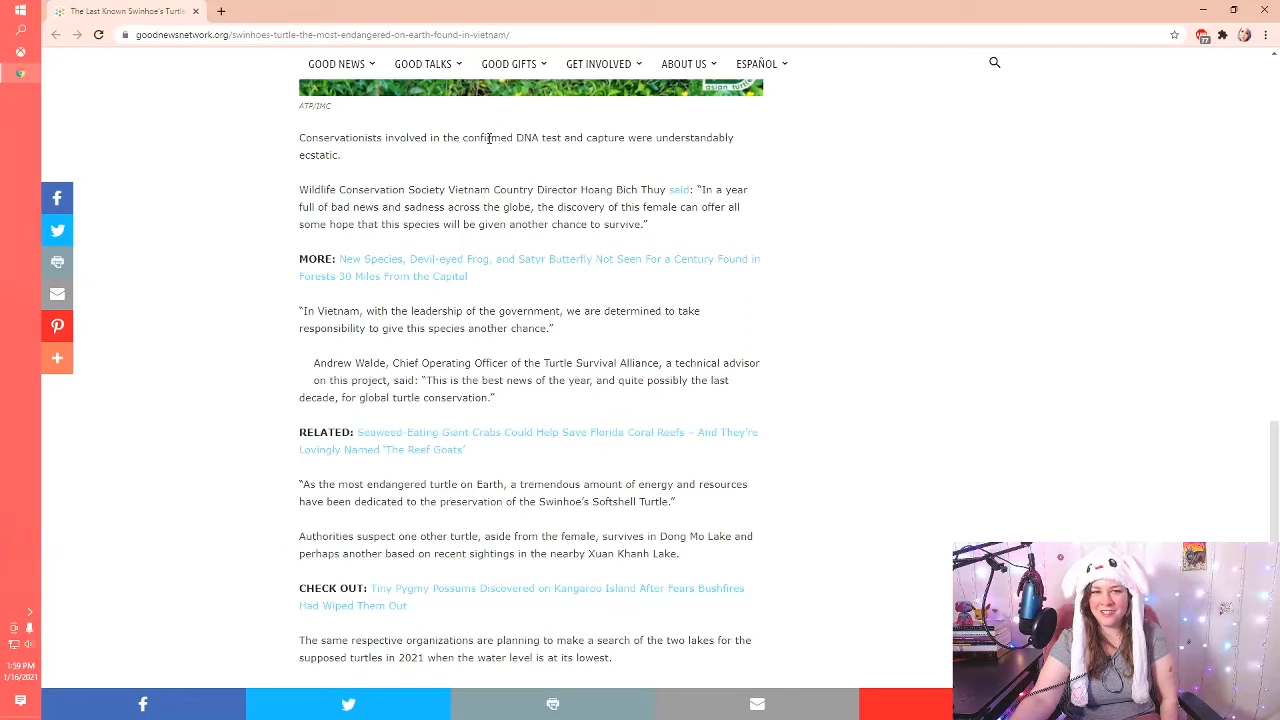 The Last Known Swinhoe's Turtle
goodnewsnetwork.org/swinhoes-turtle-the-most-endangered-on-earth-found-in-vietnam/
77
GOOD NEWS GOOD TALKS GOOD GIFTS GET INVOLVED ABOUT US ESPAÑOL
asian turtl
ATP/IMC
Conservationists involved in the confirmed DNA test and capture were understandably
ecstatic.
Wildlife Conservation Society Vietnam Country Director Hoang Bich Thuy said: “In a year
full of bad news and sadness across the globe, the discovery of this female can offer all
some hope that this species will be given another chance to survive.”
MORE: New Species, Devil-eyed Frog, and Satyr Butterfly Not Seen For a Century Found in
Forests 30 Miles From the Capital
“In Vietnam, with the leadership of the government, we are determined to take
responsibility to give this species another chance.”
Andrew Walde, Chief Operating Officer of the Turtle Survival Alliance, a technical advisor
on this project, said: “This is the best news of the year, and quite possibly the last
decade, for global turtle conservation.”
RELATED: Seaweed-Eating Giant Crabs Could Help Save Florida Coral Reefs – And They’re
Lovingly Named ‘The Reef Goats’
“As the most endangered turtle on Earth, a tremendous amount of energy and resources
have been dedicated to the preservation of the Swinhoe’s Softshell Turtle.”
Authorities suspect one other turtle, aside from the female, survives in Dong Mo Lake and
perhaps another based on recent sightings in the nearby Xuan Khanh Lake.
CHECK OUT: Tiny Pygmy Possums Discovered on Kangaroo Island After Fears Bushfires
Had Wiped Them Out
The same respective organizations are planning to make a search of the two lakes for the
supposed turtles in 2021 when the water level is at its lowest.
1:59 PM
1/16/2021